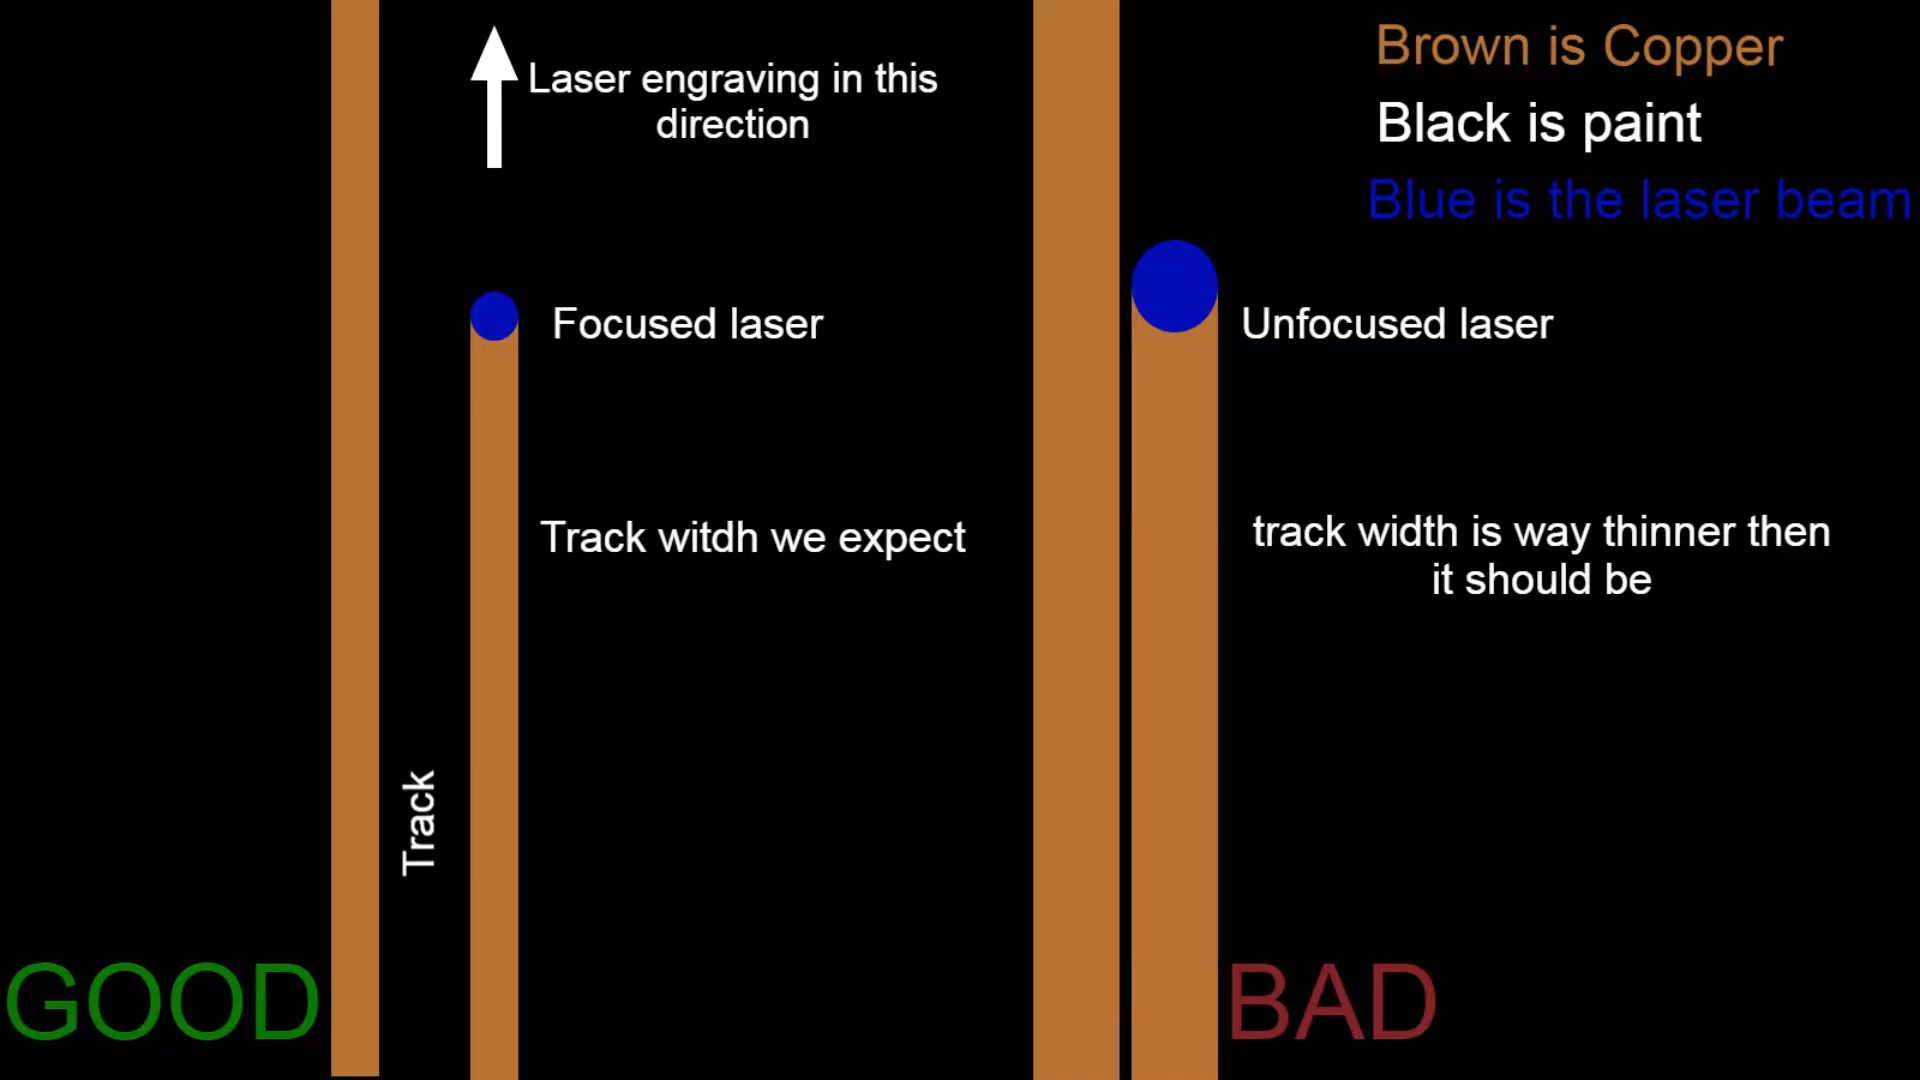 Laser engraving in this
direction
Brown is Copper
Black is paint
Blue is the laser beam
Focused laser
Unfocused laser
Track witdh we expect
track width is way thinner then
it should be
Track
GOOD
BAD